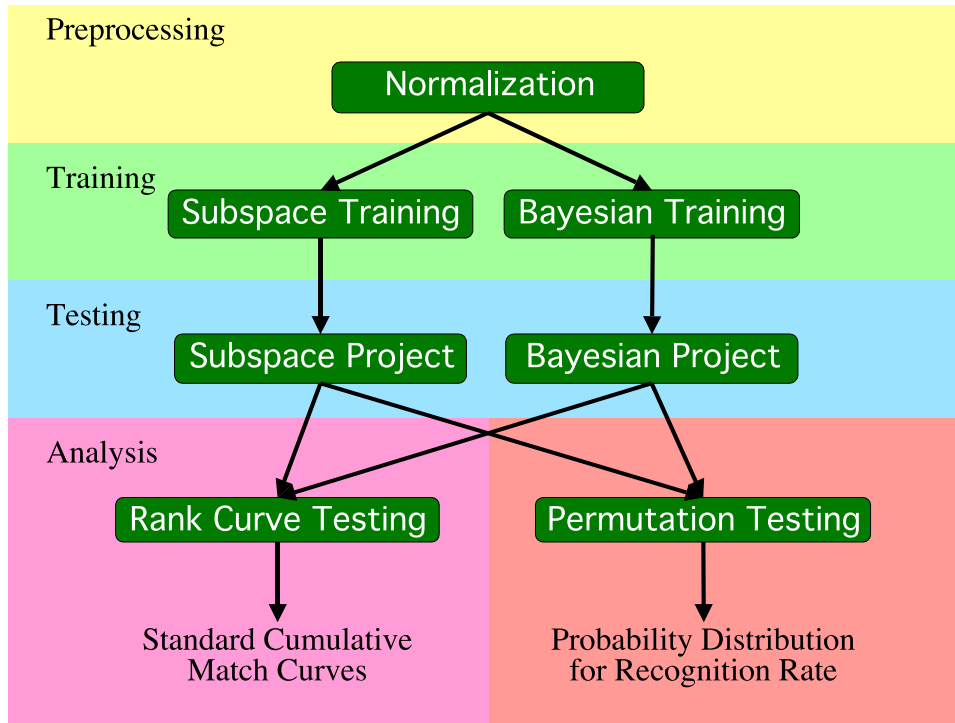 Preprocessing
Normalization
Training
Subspace Training
Bayesian Training
Testing
Subspace Project
Bayesian Project
Analysis
Rank Curve Testing
Permutation Testing
Standard Cumulative
Match Curves
Probability Distribution
for Recognition Rate